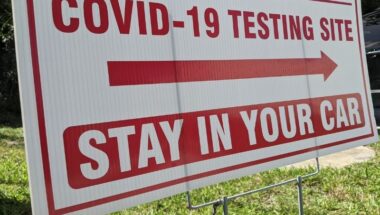 COVID-19 TESTING SITE
STAY IN YOUR CAR